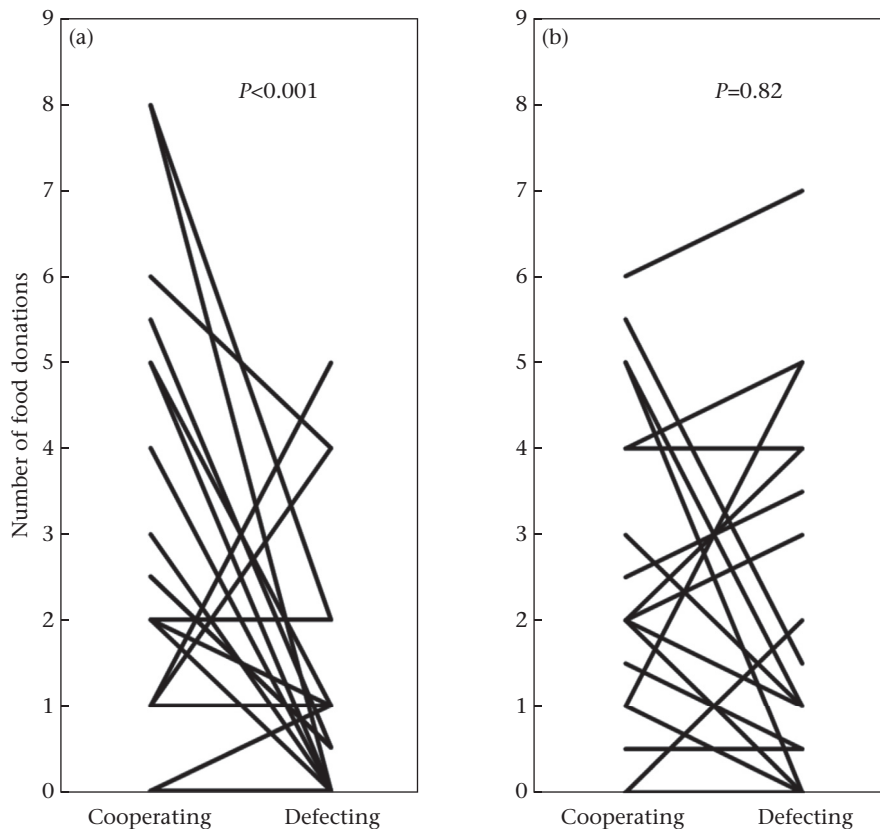 (a)
P<0.001
9
8
7
6
5
4
3
2
1
0
Number of food donations
Cooperating Defecting
(b)
P=0.82
9
8
7
6
5
4
3
2
1
0
Cooperating Defecting